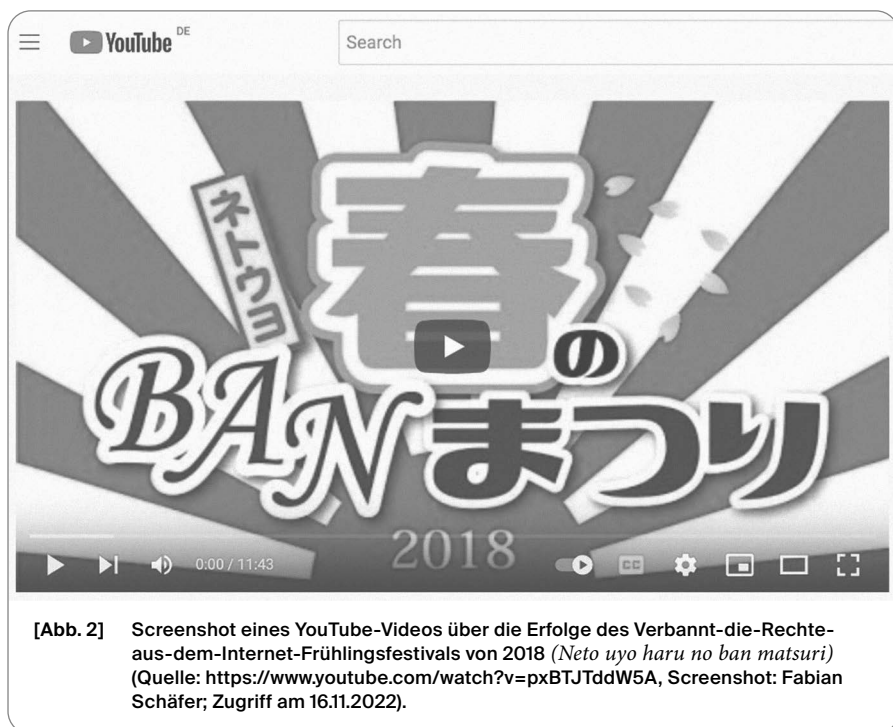 YouTube DE
Search
ネトウヨ
春の
BANまつり
2018
0:00 / 11:43
CC
[Abb. 2] Screenshot eines YouTube-Videos über die Erfolge des Verbannt-die-Rechte-
aus-dem-Internet-Frühlingsfestivals von 2018 (Neto uyo haru no ban matsuri)
(Quelle: https://www.youtube.com/watch?v=pxBTJTddW5A, Screenshot: Fabian
Schäfer; Zugriff am 16.11.2022).